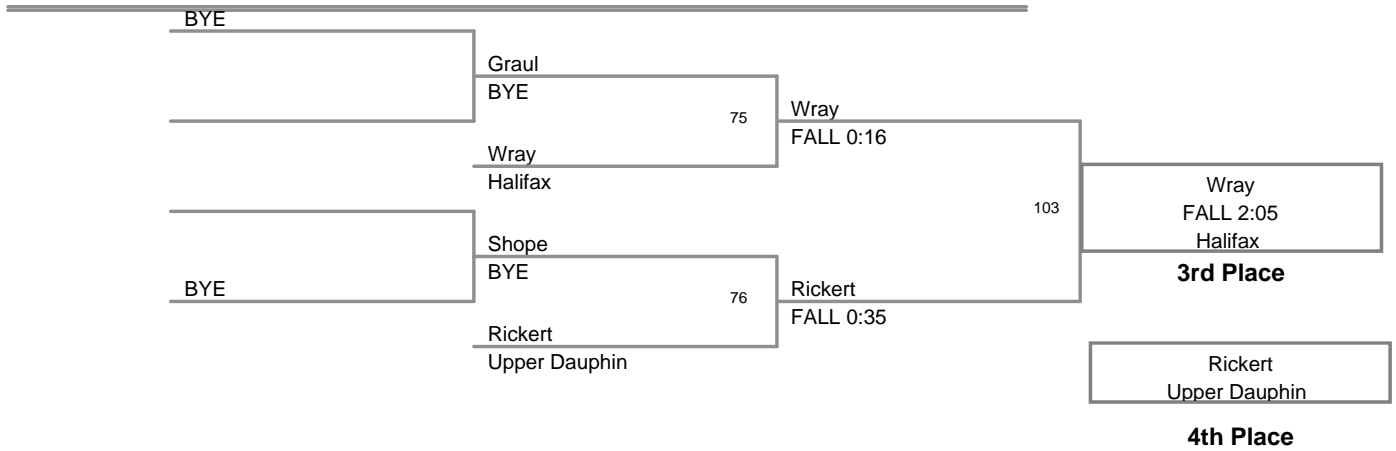 BYE
Graul
BYE
75
Wray
FALL 0:16
Wray
Halifax
103
Wray
FALL 2:05
Halifax
3rd Place
Shope
BYE
BYE
76
Rickert
FALL 0:35
Rickert
Upper Dauphin
Rickert
Upper Dauphin
4th Place